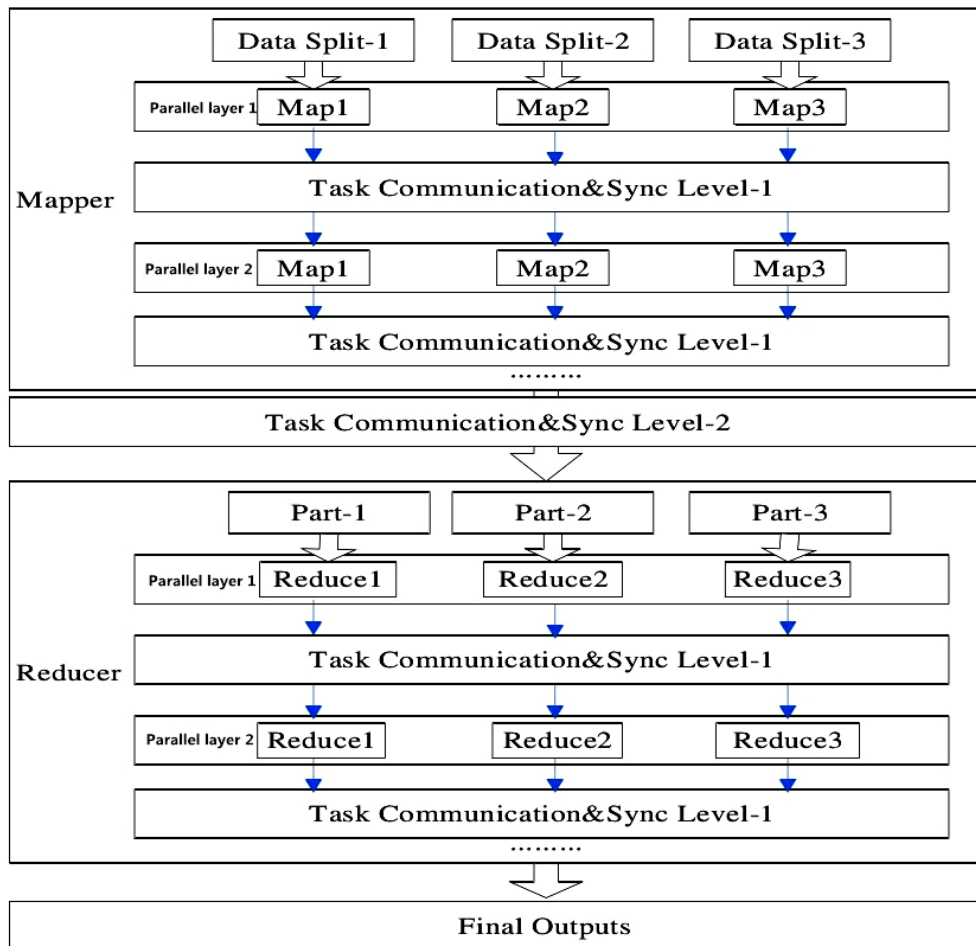 Data Split-1 Data Split-2 Data Split-3
Parallel layer 1 Map1 Map2 Map3
Task Communication&Sync Level-1
Mapper
Parallel layer 2 Map1 Map2 Map3
Task Communication&Sync Level-1
………
Task Communication&Sync Level-2
Part-1 Part-2 Part-3
Parallel layer 1 Reduce1 Reduce2 Reduce3
Task Communication&Sync Level-1
Reducer
Parallel layer 2 Reduce1 Reduce2 Reduce3
Task Communication&Sync Level-1
………
Final Outputs